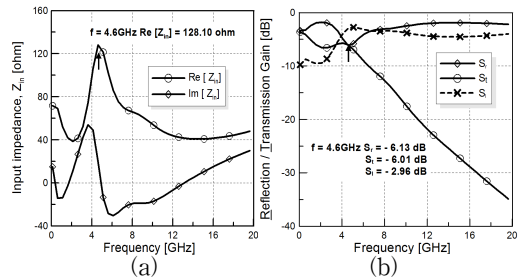 Input impedance, Z_in [ohm]
160
120
80
40
0
-40
f = 4.6GHz Re [Z_in] = 128.10 ohm
Re [ Z_in]
Im [ Z_in]
0 4 8 12 16 20
Frequency [GHz]
(a)
Reflection / Transmission Gain [dB]
0
-10
-20
-30
-40
S_r
S_t
f = 4.6GHz S_r = - 6.13 dB
S_t = - 6.01 dB
= - 2.96 dB
0 4 8 12 16 20
Frequency [GHz]
(b)